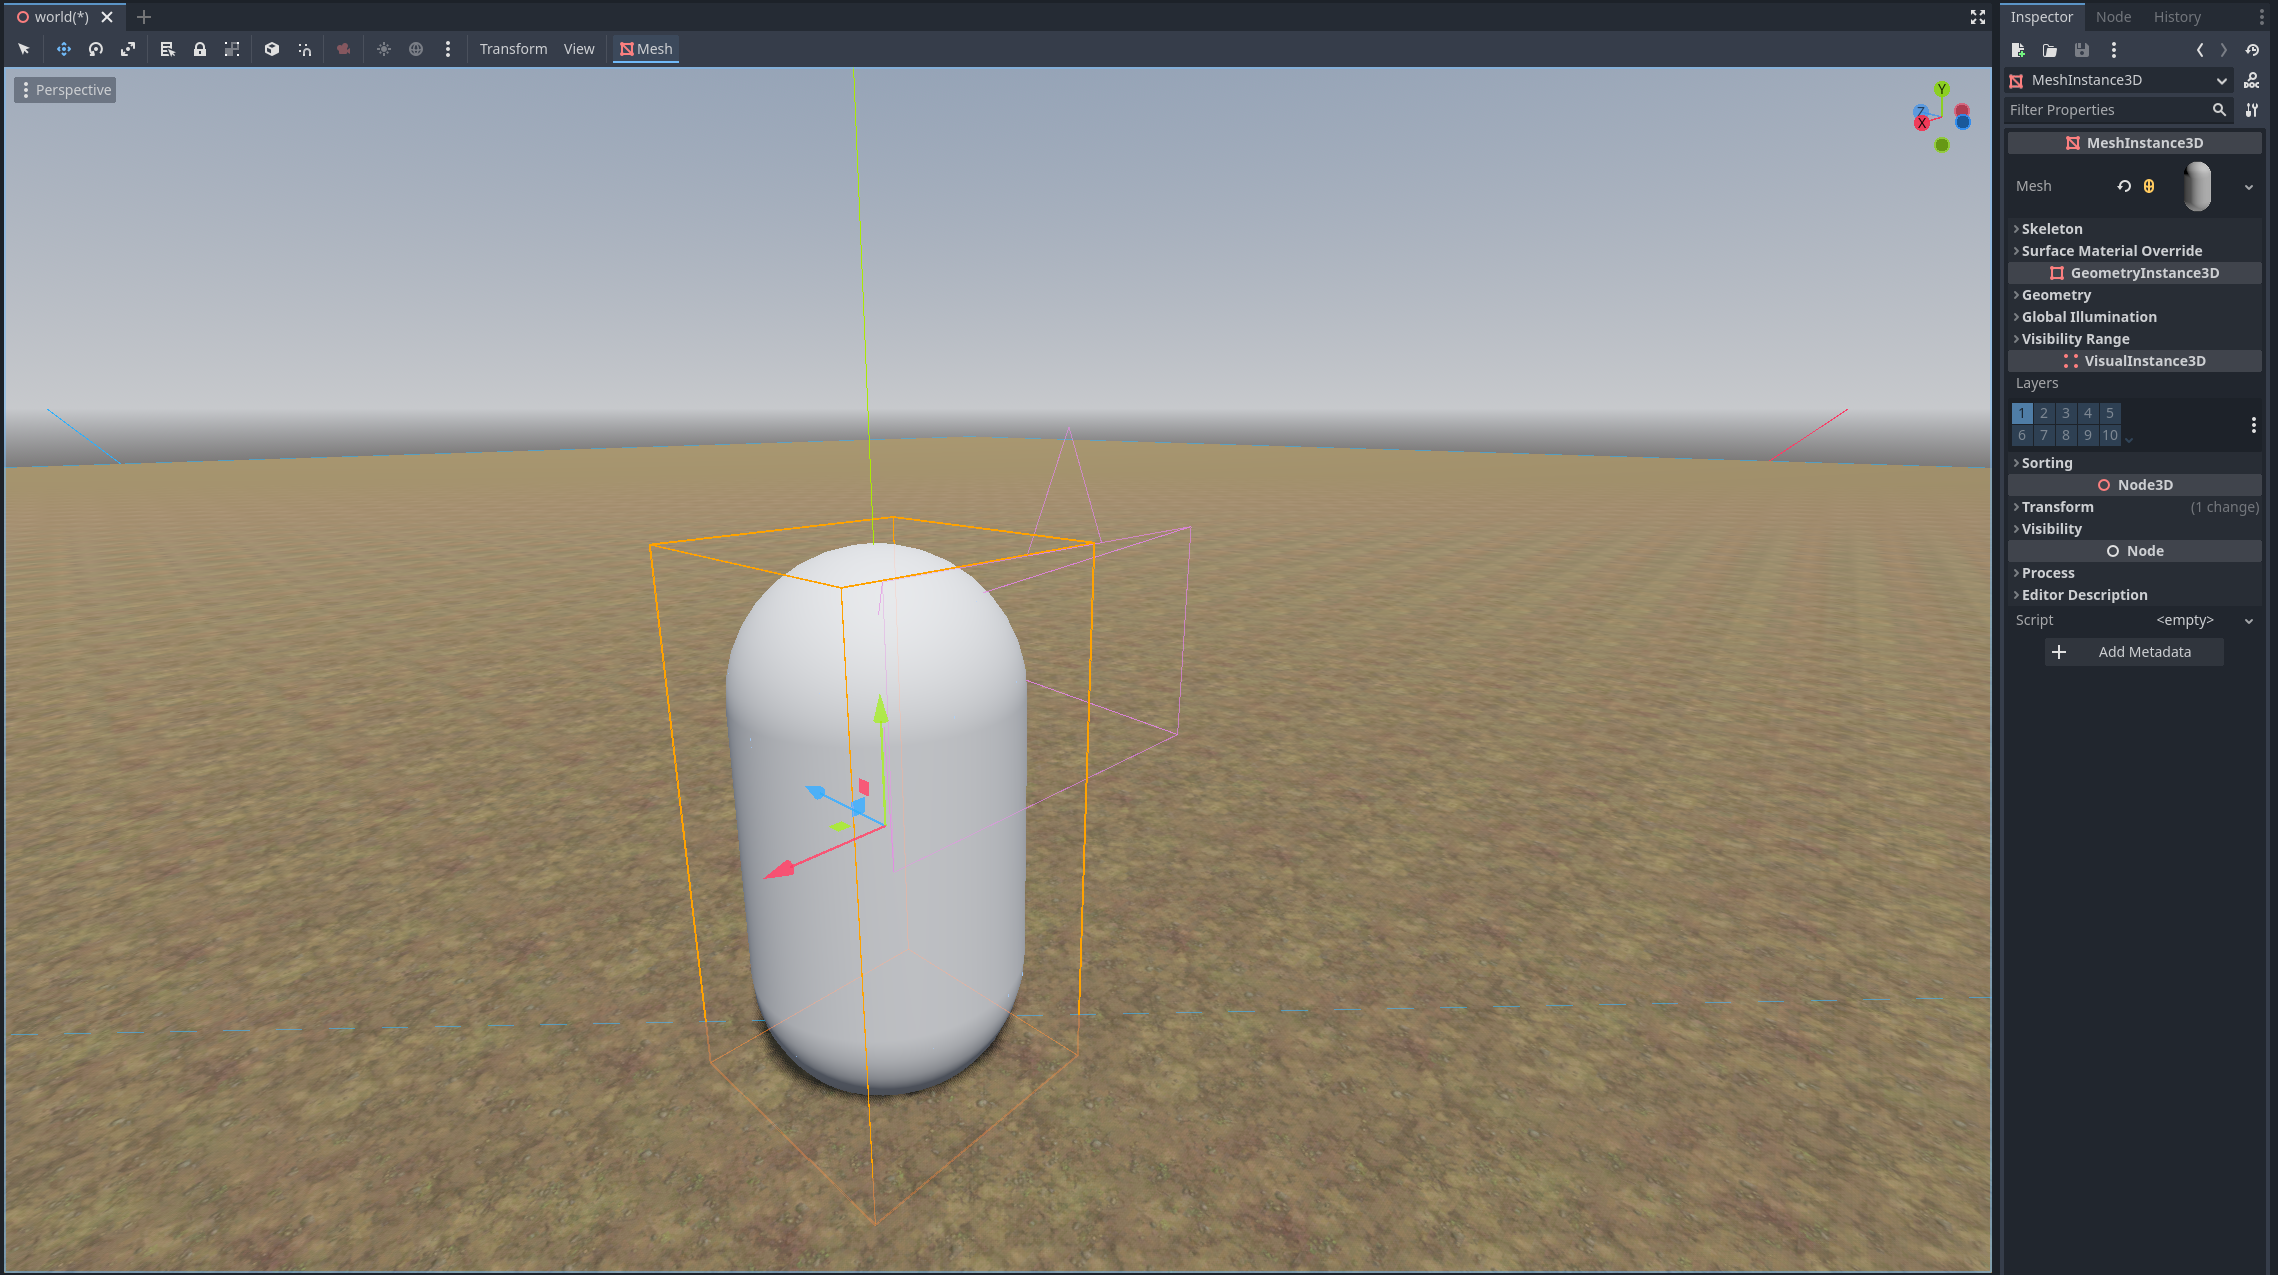 world(*)
Transform View Mesh
Perspective
Y
Z
X
Inspector Node History
MeshInstance3D
DOC
Filter Properties
MeshInstance3D
Mesh
Skeleton
Surface Material Override
GeometryInstance3D
Geometry
Global Illumination
Visibility Range
VisualInstance3D
Layers
1 2 3 4 5
6 7 8 9 10
Sorting
Node3D
Transform (1 change)
Visibility
Node
Process
Editor Description
Script <empty>
Add Metadata